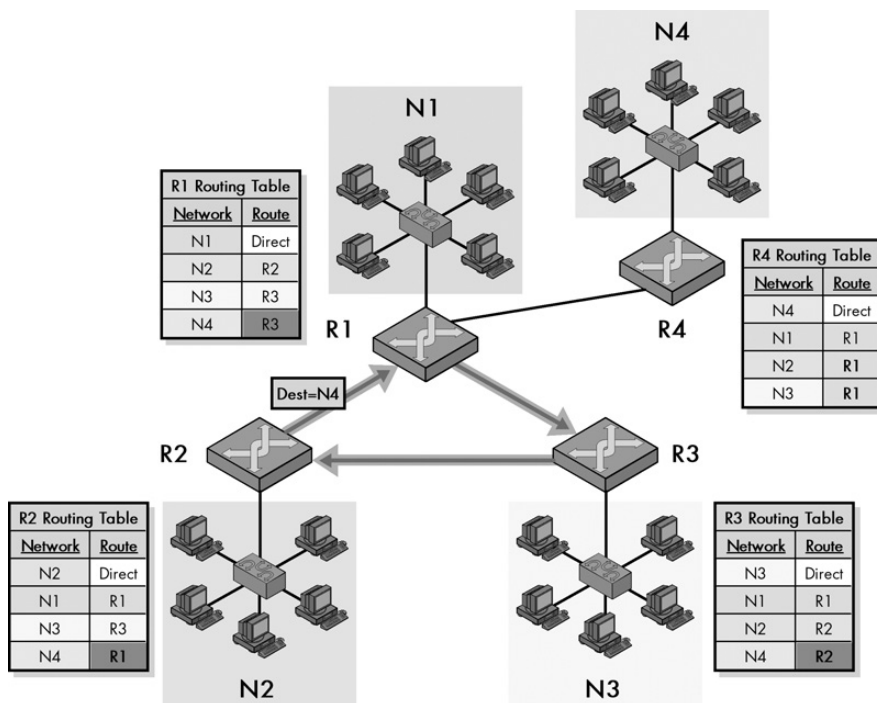 N4
N1
R1 Routing Table
Network Route
N1 Direct
N2 R2
N3 R3
N4 R3
R4 Routing Table
Network Route
N4 Direct
N1 R1
N2 R1
N3 R1
R1
R4
Dest=N4
R2
R3
R2 Routing Table
Network Route
N2 Direct
N1 R1
N3 R3
N4 R1
R3 Routing Table
Network Route
N3 Direct
N1 R1
N2 R2
N4 R2
N2
N3